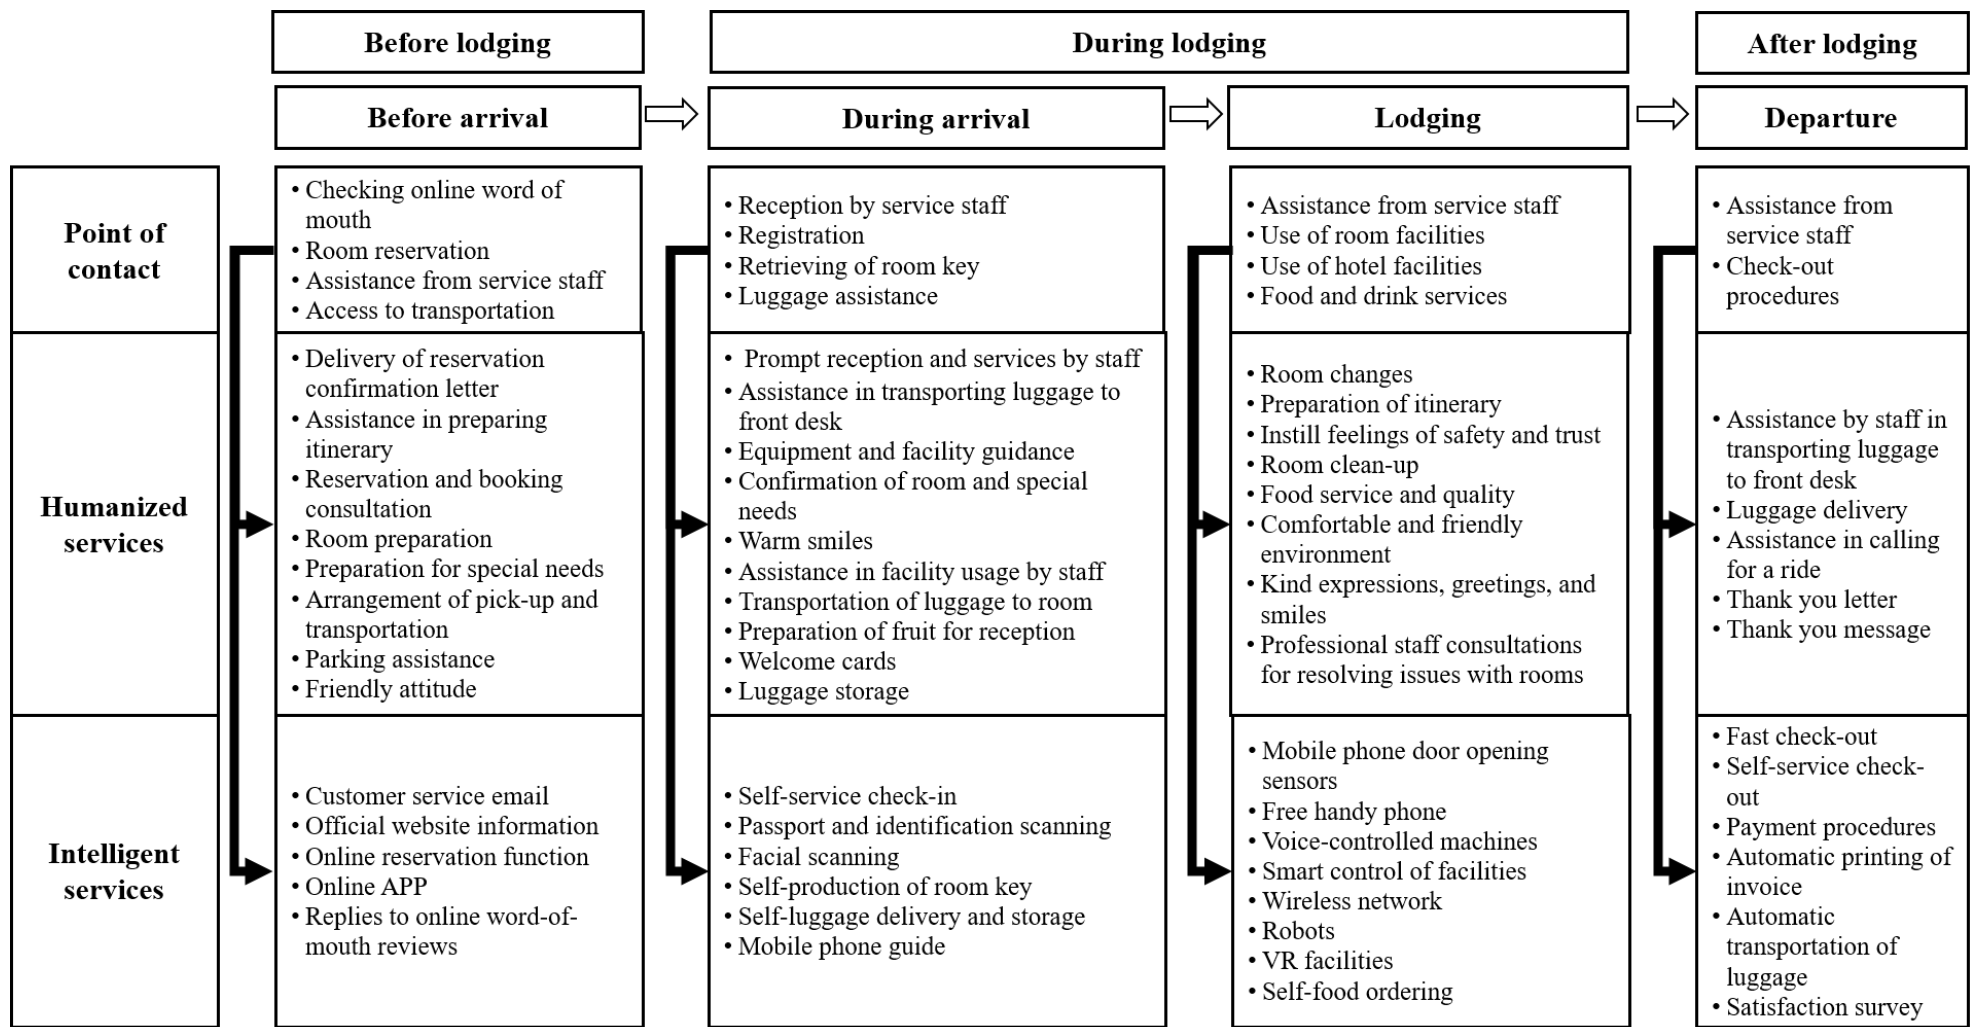 Before lodging
During lodging
After lodging
Before arrival
During arrival
Lodging
Departure
Point of
contact
• Checking online word of
mouth
• Room reservation
• Assistance from service staff
• Access to transportation
• Reception by service staff
• Registration
• Retrieving of room key
• Luggage assistance
• Assistance from service staff
• Use of room facilities
• Use of hotel facilities
• Food and drink services
• Assistance from
service staff
• Check-out
procedures
Humanized
services
• Delivery of reservation
confirmation letter
• Assistance in preparing
itinerary
• Reservation and booking
consultation
• Room preparation
• Preparation for special needs
• Arrangement of pick-up and
transportation
• Parking assistance
• Friendly attitude
• Prompt reception and services by staff
• Assistance in transporting luggage to
front desk
• Equipment and facility guidance
• Confirmation of room and special
needs
• Warm smiles
• Assistance in facility usage by staff
• Transportation of luggage to room
• Preparation of fruit for reception
• Welcome cards
• Luggage storage
• Room changes
• Preparation of itinerary
• Instill feelings of safety and trust
• Room clean-up
• Food service and quality
• Comfortable and friendly
environment
• Kind expressions, greetings, and
smiles
• Professional staff consultations
for resolving issues with rooms
• Assistance by staff in
transporting luggage
to front desk
• Luggage delivery
• Assistance in calling
for a ride
• Thank you letter
• Thank you message
Intelligent
services
• Customer service email
• Official website information
• Online reservation function
• Online APP
• Replies to online word-of-
mouth reviews
• Self-service check-in
• Passport and identification scanning
• Facial scanning
• Self-production of room key
• Self-luggage delivery and storage
• Mobile phone guide
• Mobile phone door opening
sensors
• Free handy phone
• Voice-controlled machines
• Smart control of facilities
• Wireless network
• Robots
• VR facilities
• Self-food ordering
• Fast check-out
• Self-service check-
out
• Payment procedures
• Automatic printing of
invoice
• Automatic
transportation of
luggage
• Satisfaction survey